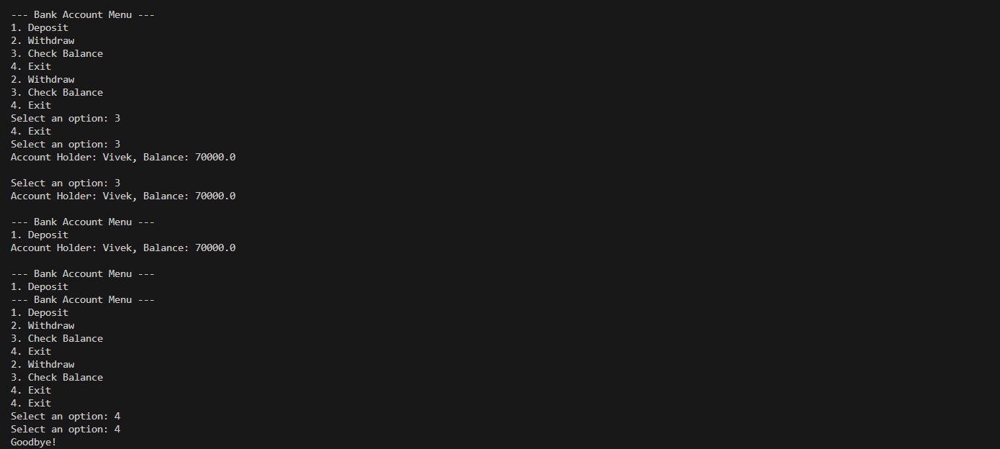 --- Bank Account Menu ---
1. Deposit
2. Withdraw
3. Check Balance
4. Exit
2. Withdraw
3. Check Balance
4. Exit
Select an option: 3
4. Exit
Select an option: 3
Account Holder: Vivek, Balance: 70000.0

Select an option: 3
Account Holder: Vivek, Balance: 70000.0

--- Bank Account Menu ---
1. Deposit
Account Holder: Vivek, Balance: 70000.0

--- Bank Account Menu ---
1. Deposit
--- Bank Account Menu ---
1. Deposit
2. Withdraw
3. Check Balance
4. Exit
2. Withdraw
3. Check Balance
4. Exit
4. Exit
Select an option: 4
Select an option: 4
Goodbye!